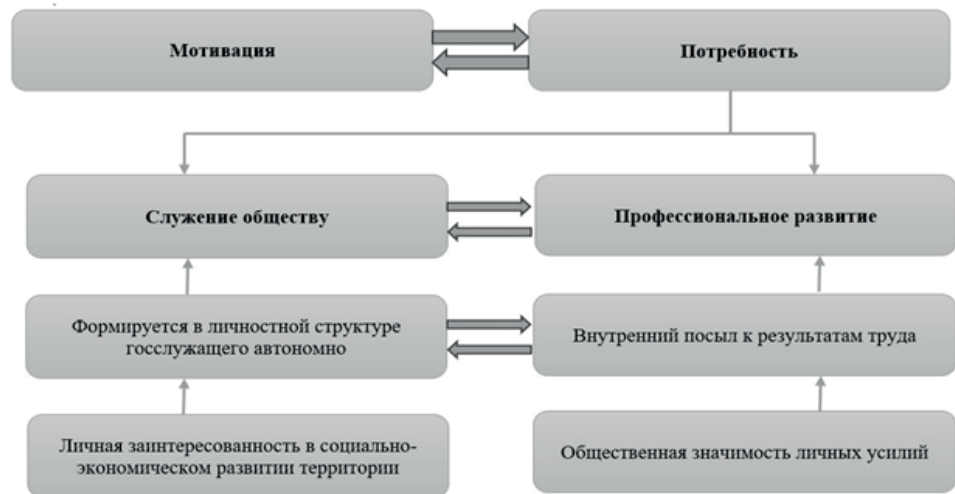 Мотивация
Потребность
Служение обществу
Профессиональное развитие
Формируется в личностной структуре
госслужащего автономно
Внутренний посыл к результатам труда
Личная заинтересованность в социально-
экономическом развитии территории
Общественная значимость личных усилий